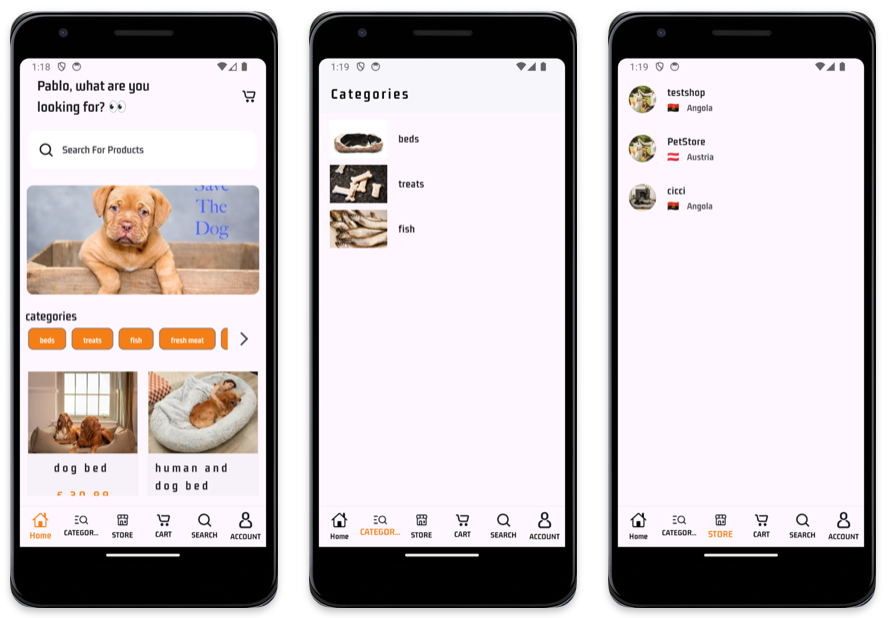 1:18
Pablo, what are you
looking for? 👀
Search For Products
Save
The
Dog
categories
beds
treats
fish
fresh meat
dog bed
human and
dog bed
Home
CATEGOR...
STORE
CART
SEARCH
ACCOUNT
1:19
Categories
beds
treats
fish
Home
CATEGOR...
STORE
CART
SEARCH
ACCOUNT
1:19
testshop
🇦🇴 Angola
PetStore
🇦🇹 Austria
cicci
🇦🇴 Angola
Home
CATEGOR...
STORE
CART
SEARCH
ACCOUNT